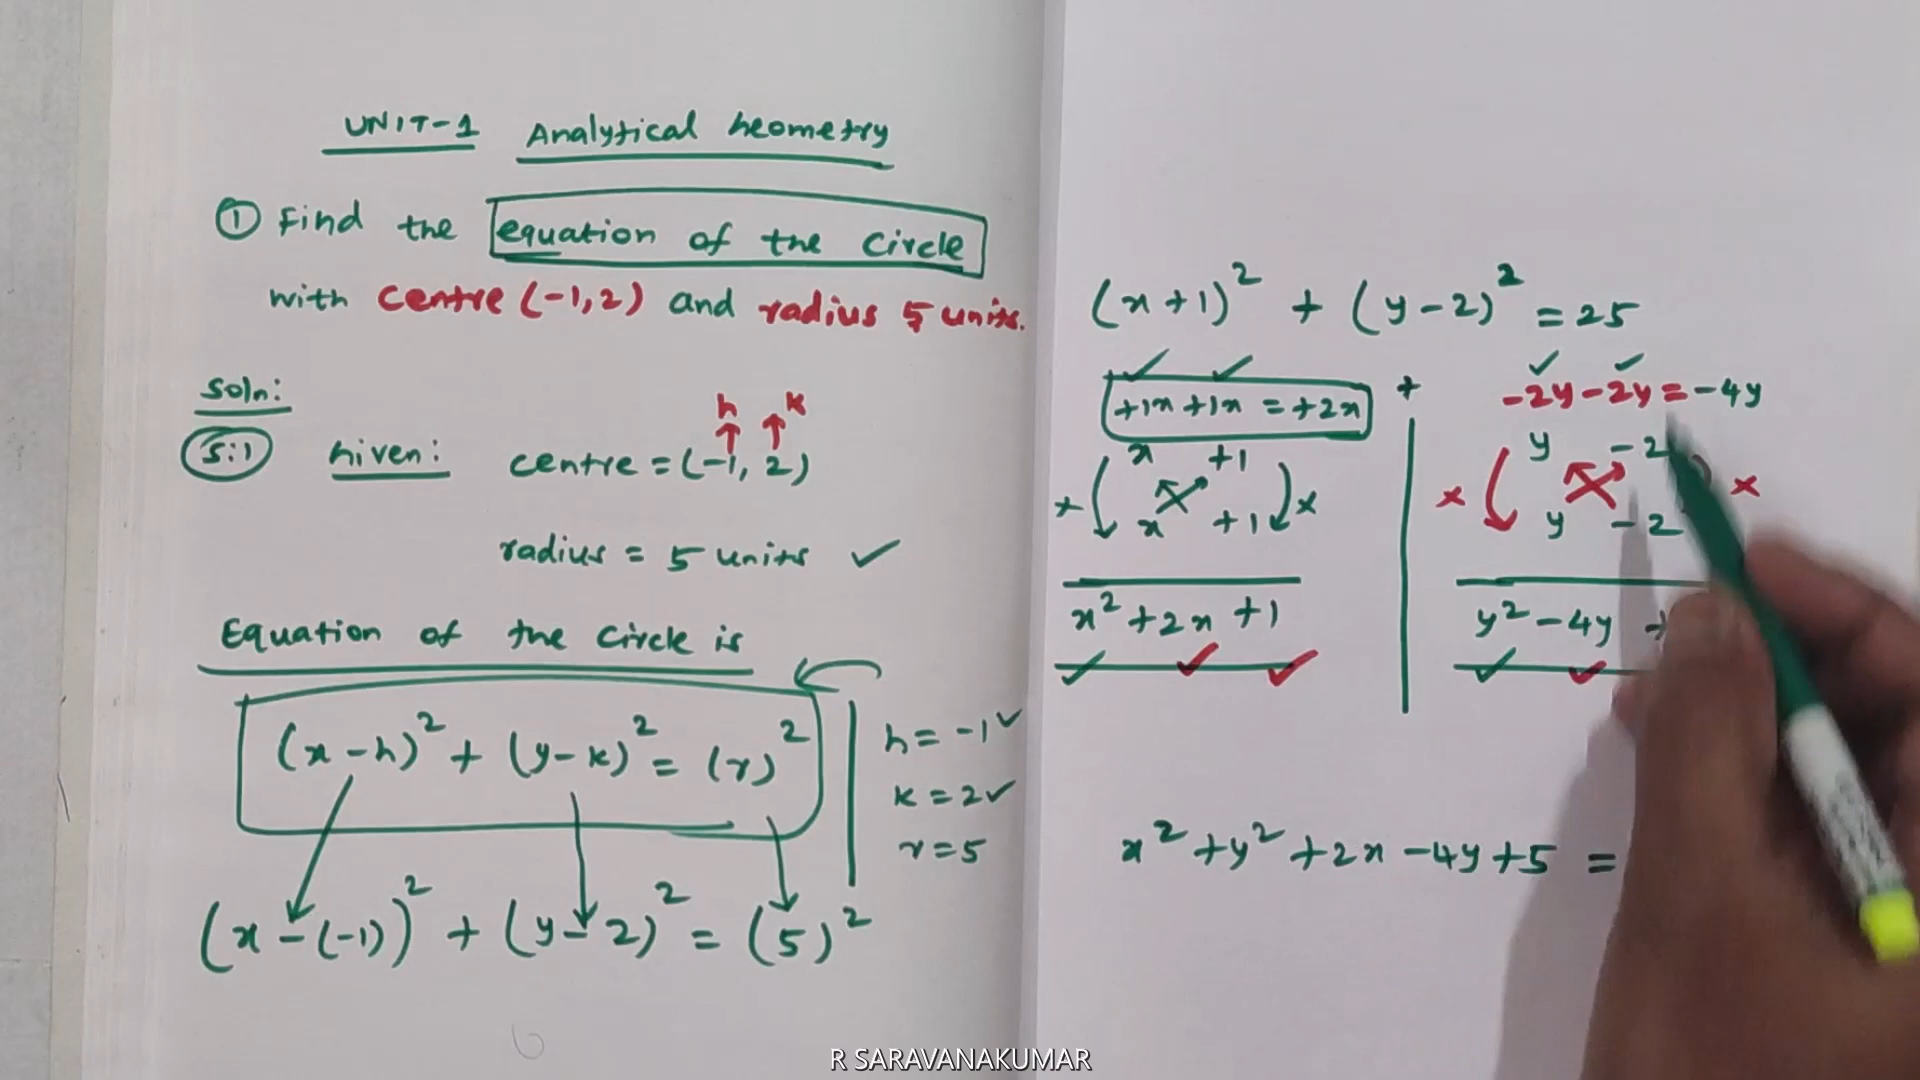 UNIT-1 Analytical Geometry
① Find the equation of the Circle
with centre (-1, 2) and radius 5 units.
Soln:
S:1 Given: centre = (-1, 2)
h k
radius = 5 units ✓
Equation of the Circle is
(x - h)² + (y - k)² = (r)²
h = -1 ✓
k = 2 ✓
r = 5
(x - (-1))² + (y - 2)² = (5)²
(x + 1)² + (y - 2)² = 25
+1x +1x = +2x + -2y - 2y = -4y
x +1
× x +1 ×
x² + 2x + 1
y -2
× y -2 ×
y² - 4y +
x² + y² + 2x - 4y + 5 =
R SARAVANAKUMAR